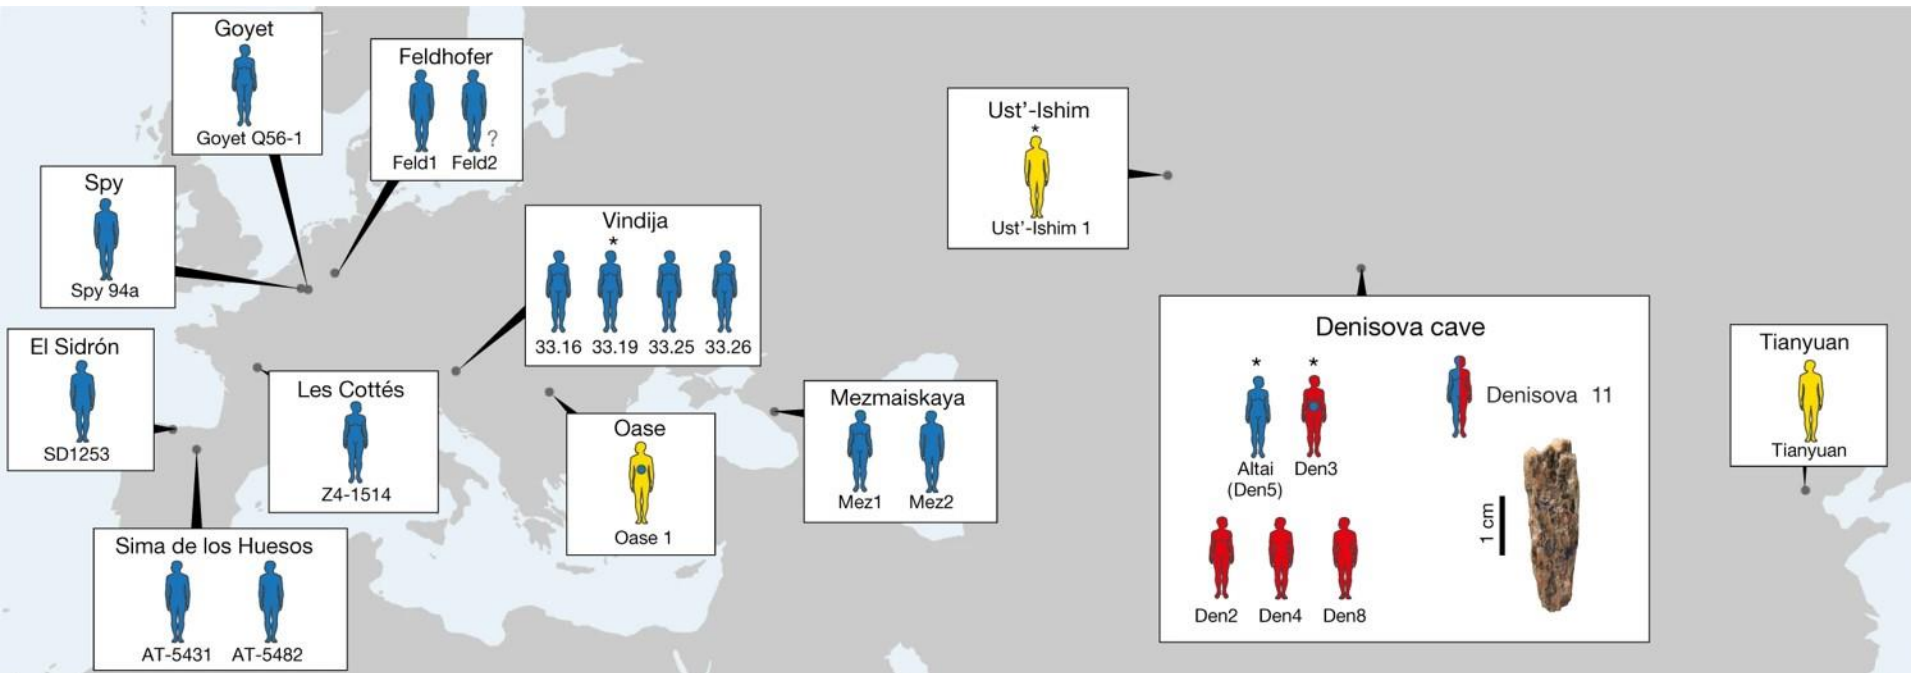 Goyet
Goyet Q56-1
Feldhofer
?
Feld1 Feld2
Spy
Spy 94a
Vindija
*
33.16 33.19 33.25 33.26
Ust'-Ishim
*
Ust'-Ishim 1
El Sidrón
SD1253
Les Cottés
Z4-1514
Oase
Oase 1
Mezmaiskaya
Mez1 Mez2
Sima de los Huesos
AT-5431 AT-5482
Denisova cave
* *
Denisova 11
Altai Den3
(Den5)
1 cm
Den2 Den4 Den8
Tianyuan
Tianyuan